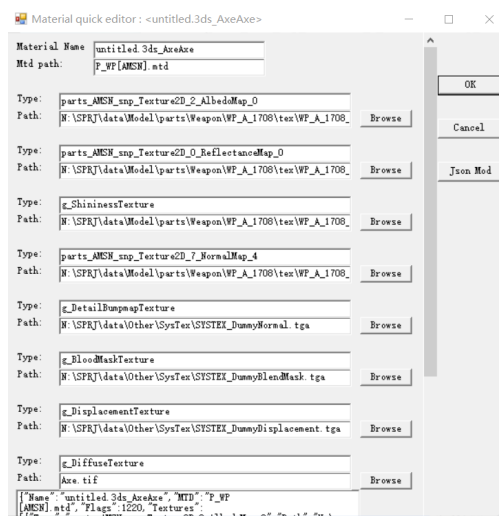 Material quick editor : <untitled.3ds_AxeAxe>
Material Name untitled.3ds_AxeAxe
Mtd path: P_WP[AMSN].mtd
OK
Type: parts_AMSN_snp_Texture2D_2_AlbedoMap_0
Path: N:\SPRJ\data\Model\parts\Weapon\WP_A_1708\tex\WP_A_1708_ Browse
Cancel
Type: parts_AMSN_snp_Texture2D_0_ReflectanceMap_0
Path: N:\SPRJ\data\Model\parts\Weapon\WP_A_1708\tex\WP_A_1708_ Browse
Json Mod
Type: g_ShininessTexture
Path: N:\SPRJ\data\Model\parts\Weapon\WP_A_1708\tex\WP_A_1708_ Browse
Type: parts_AMSN_snp_Texture2D_7_NormalMap_4
Path: N:\SPRJ\data\Model\parts\Weapon\WP_A_1708\tex\WP_A_1708_ Browse
Type: g_DetailBumpmapTexture
Path: N:\SPRJ\data\Other\SysTex\SYSTEX_DummyNormal.tga Browse
Type: g_BloodMaskTexture
Path: N:\SPRJ\data\Other\SysTex\SYSTEX_DummyBlendMask.tga Browse
Type: g_DisplacementTexture
Path: N:\SPRJ\data\Other\SysTex\SYSTEX_DummyDisplacement.tga Browse
Type: g_DiffuseTexture
Path: Axe.tif Browse
{"Name":"untitled.3ds_AxeAxe","MTD":"P_WP
[AMSN].mtd","Flags":1220,"Textures":